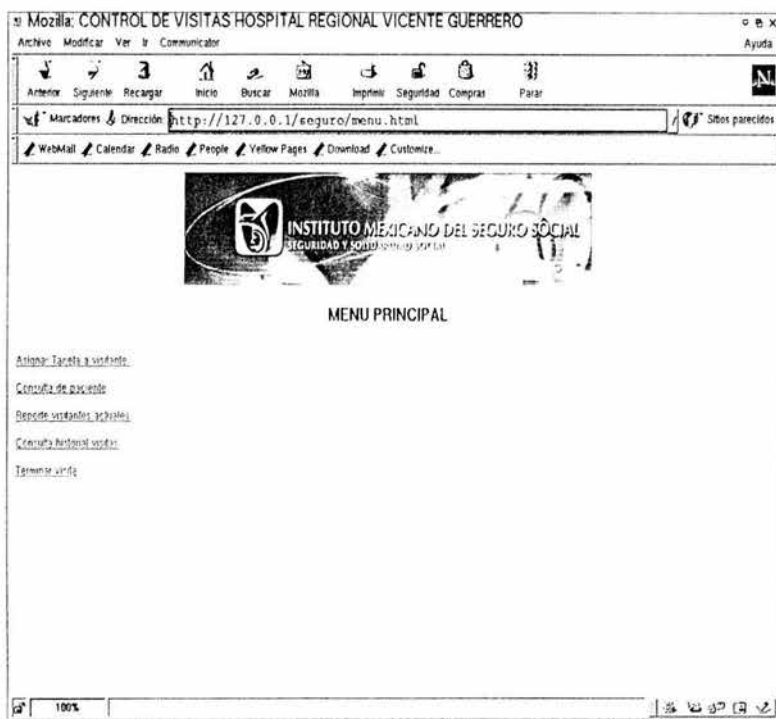 Mozilla: CONTROL DE VISITAS HOSPITAL REGIONAL VICENTE GUERRERO
Archivo Modificar Ver Ir Communicator Ayuda
Anterior Siguiente Recargar Inicio Buscar Mozilla Imprimir Seguridad Compras Parar N
Marcadores Dirección: http://127.0.0.1/seguro/menu.html Sitios parecidos
WebMail Calendar Radio People Yellow Pages Download Customize...
INSTITUTO MEXICANO DEL SEGURO SOCIAL
SEGURIDAD Y SOLIDARIDAD SOCIAL
MENU PRINCIPAL
Asignar Tarjeta a visitante
Consulta de paciente
Reporte visitantes actuales
Consulta historial visitas
Terminar visita
100%